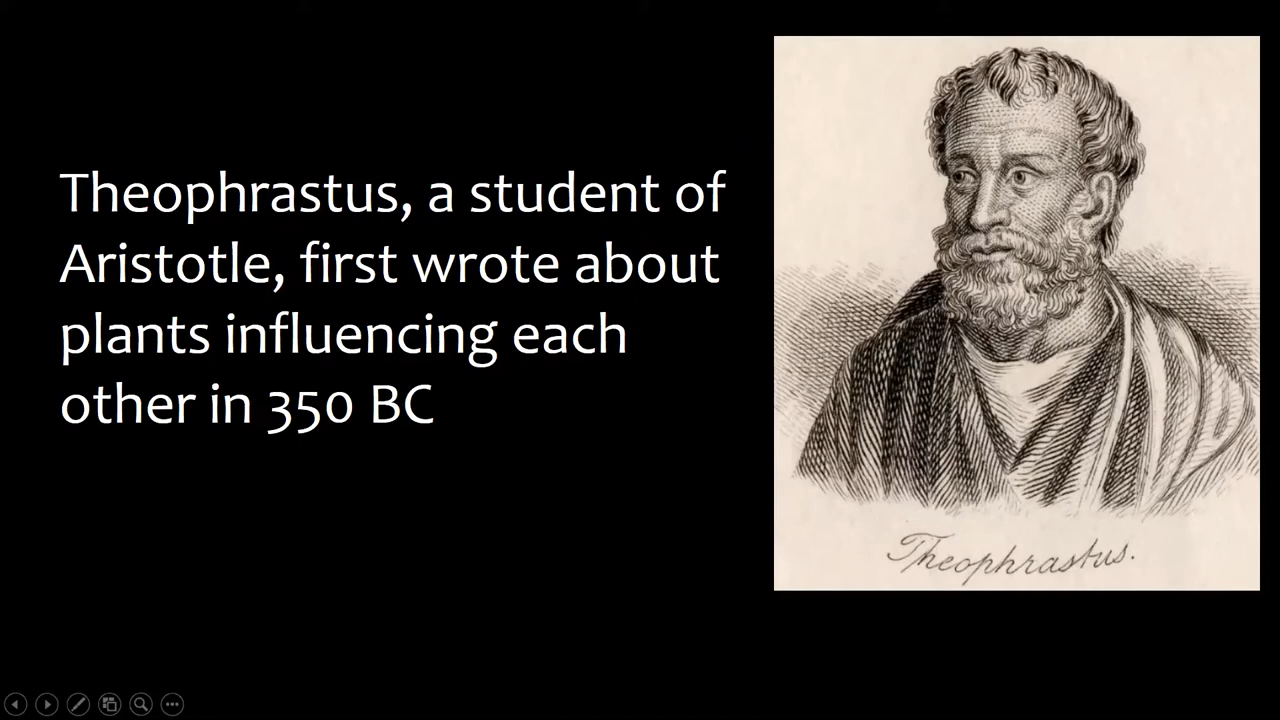 Theophrastus, a student of
Aristotle, first wrote about
plants influencing each
other in 350 BC
Theophrastus.